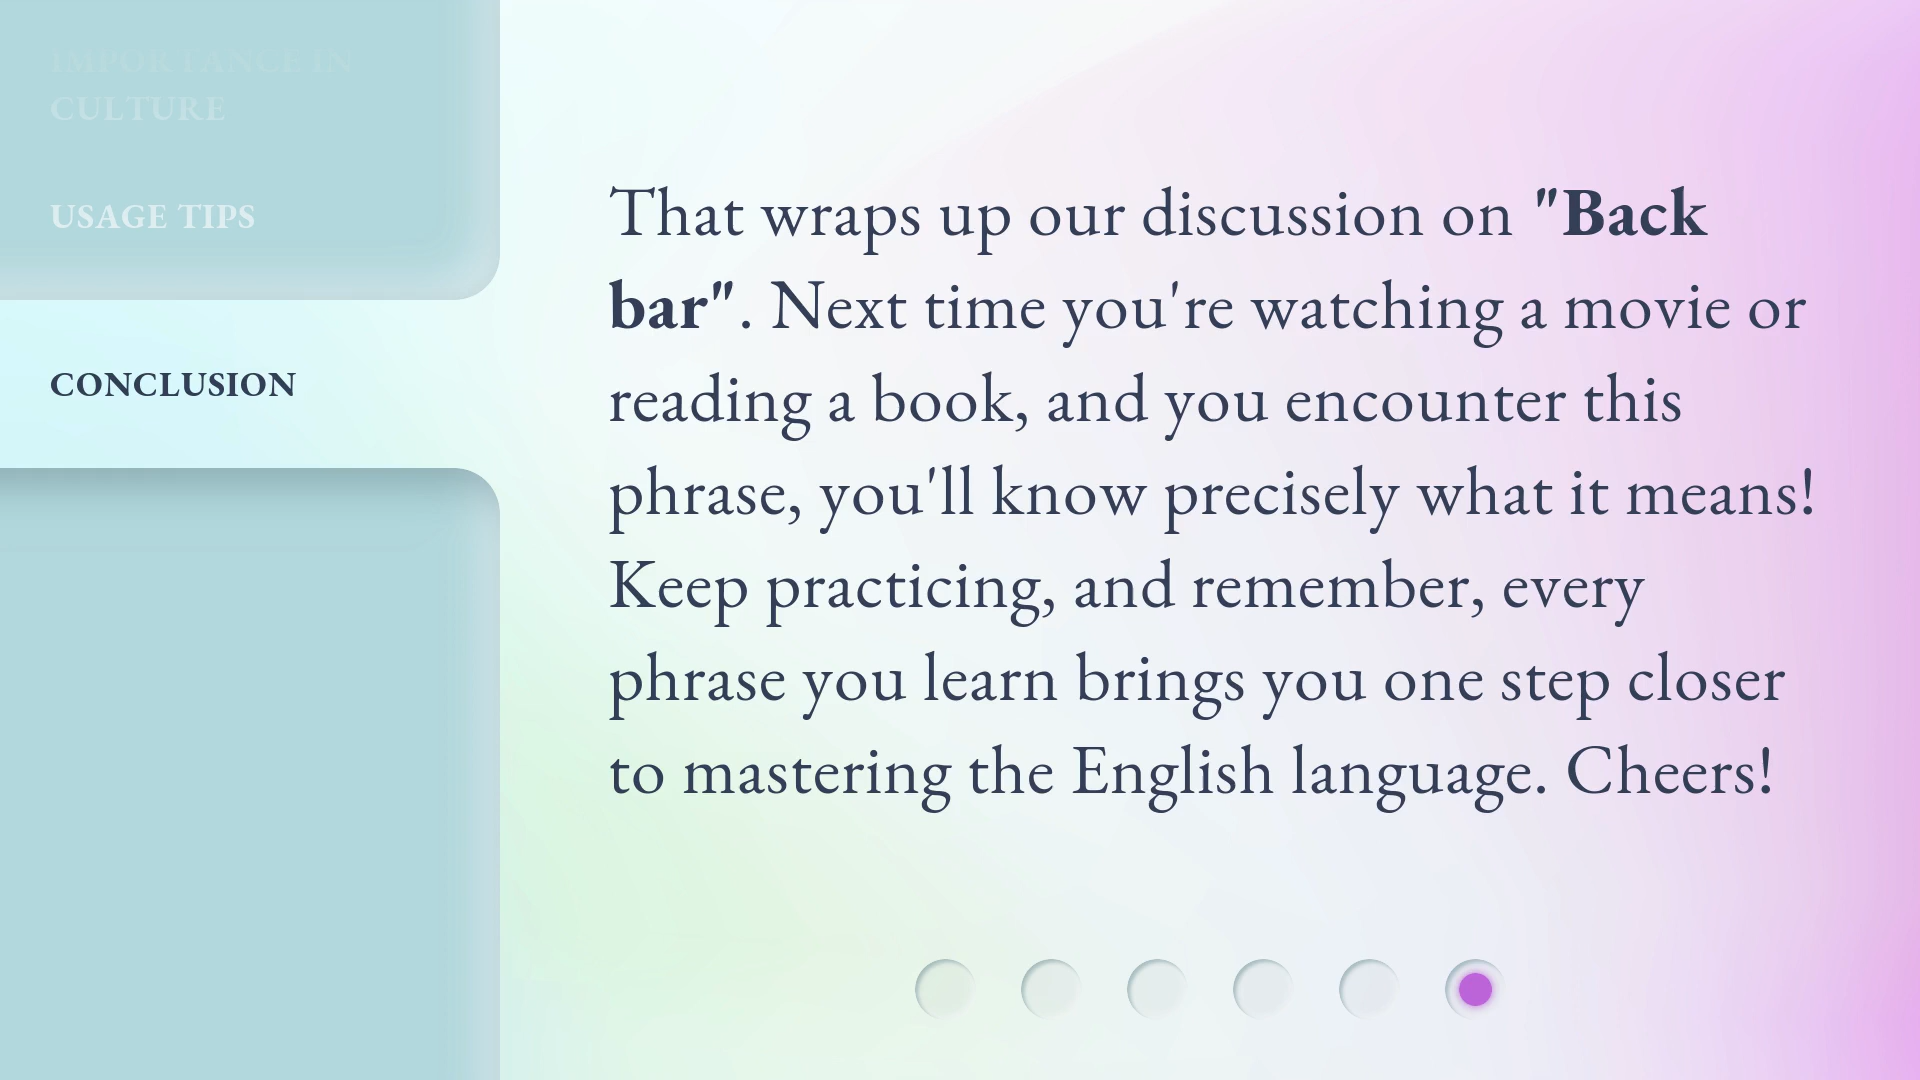 IMPORTANCE IN
CULTURE
USAGE TIPS
CONCLUSION
That wraps up our discussion on "Back
bar". Next time you're watching a movie or
reading a book, and you encounter this
phrase, you'll know precisely what it means!
Keep practicing, and remember, every
phrase you learn brings you one step closer
to mastering the English language. Cheers!